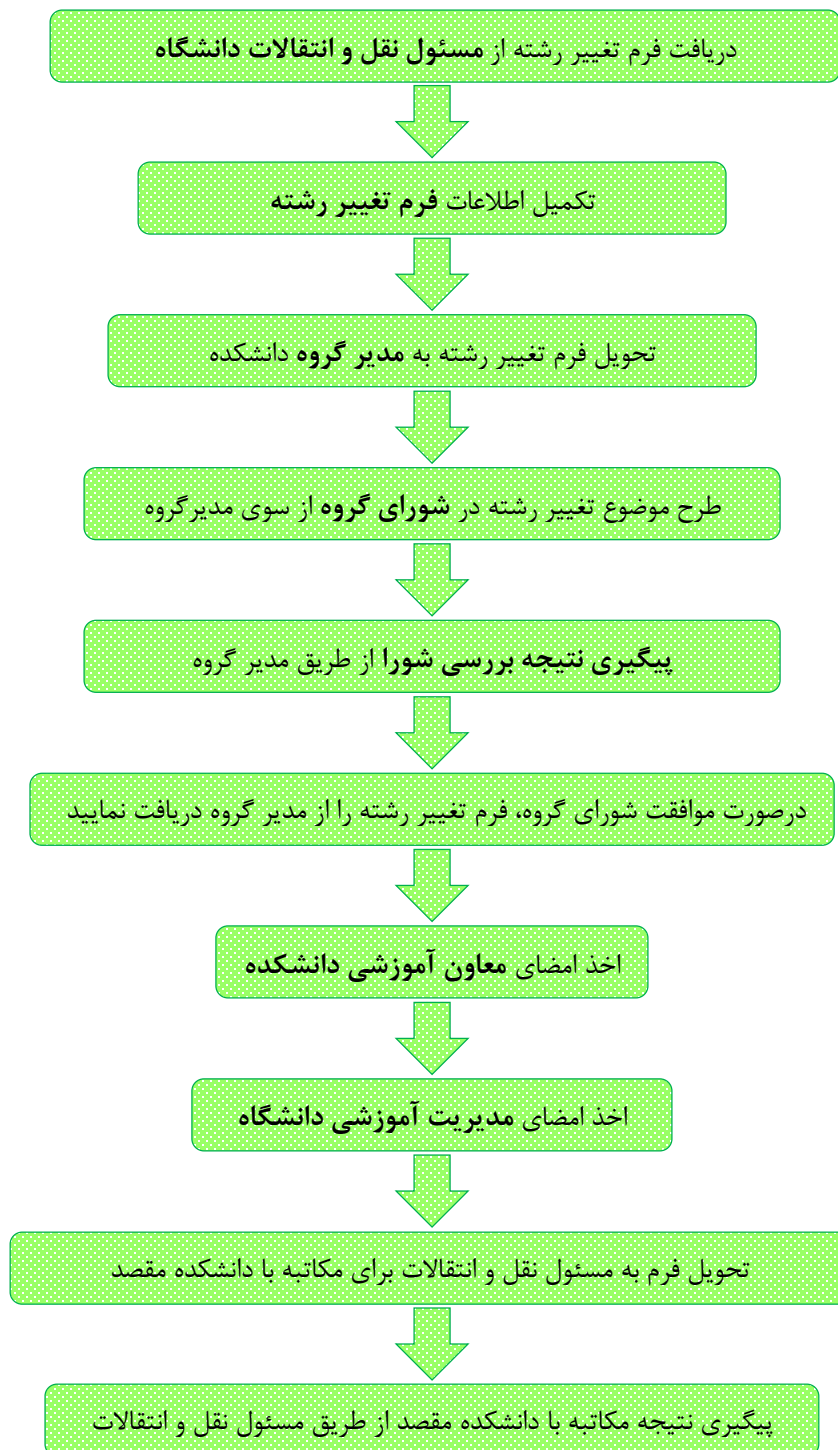 دریافت فرم تغییر رشته از مسئول نقل و انتقالات دانشگاه
تکمیل اطلاعات فرم تغییر رشته
تحویل فرم تغییر رشته به مدیر گروه دانشکده
طرح موضوع تغییر رشته در شورای گروه از سوی مدیرگروه
پیگیری نتیجه بررسی شورا از طریق مدیر گروه
درصورت موافقت شورای گروه، فرم تغییر رشته را از مدیر گروه دریافت نمایید
اخذ امضای معاون آموزشی دانشکده
اخذ امضای مدیریت آموزشی دانشگاه
تحویل فرم به مسئول نقل و انتقالات برای مکاتبه با دانشکده مقصد
پیگیری نتیجه مکاتبه با دانشکده مقصد از طریق مسئول نقل و انتقالات